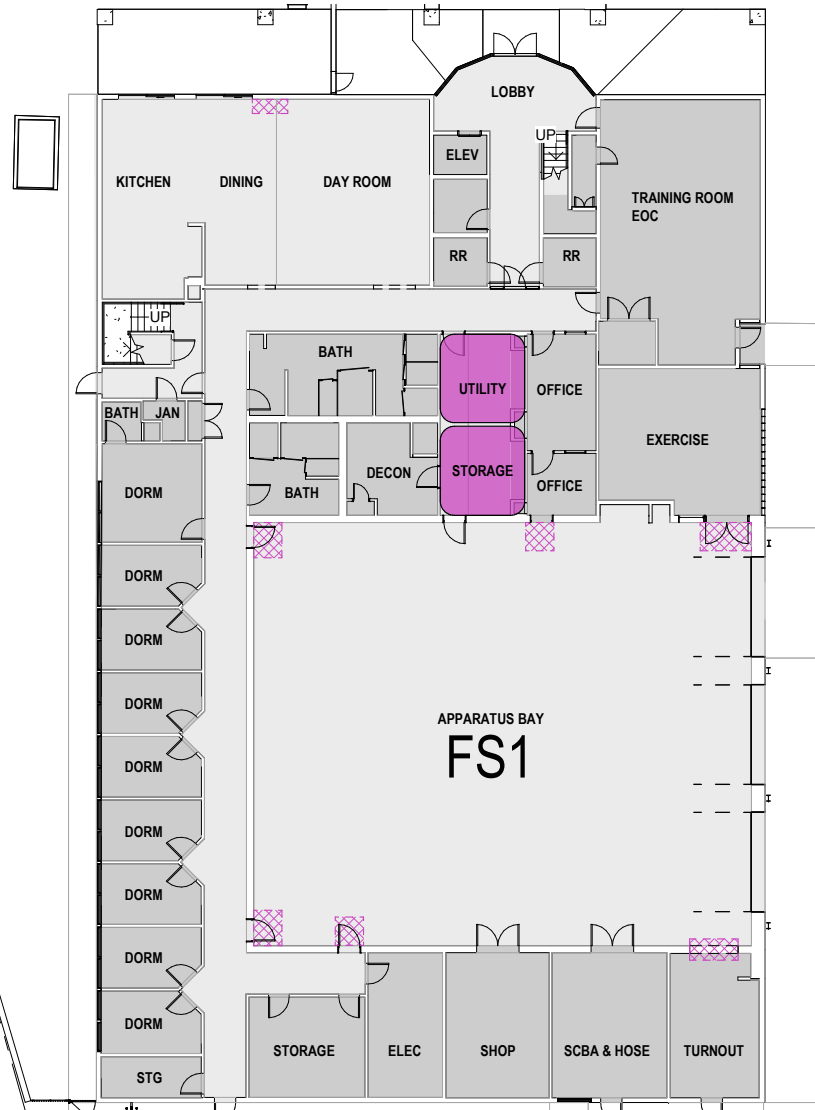 LOBBY
UP
ELEV
KITCHEN
DINING
DAY ROOM
TRAINING ROOM
EOC
RR
RR
UP
BATH
UTILITY
OFFICE
BATH
JAN
EXERCISE
DECON
STORAGE
OFFICE
BATH
DORM
DORM
DORM
DORM
APPARATUS BAY
FS1
DORM
DORM
DORM
DORM
DORM
STORAGE
ELEC
SHOP
SCBA & HOSE
TURNOUT
STG